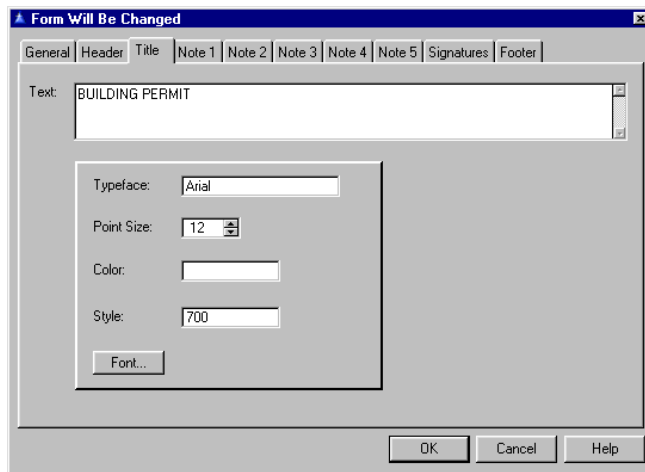 Form Will Be Changed
General Header Title Note 1 Note 2 Note 3 Note 4 Note 5 Signatures Footer
Text: BUILDING PERMIT
Typeface: Arial
Point Size: 12
Color:
Style: 700
Font...
OK Cancel Help